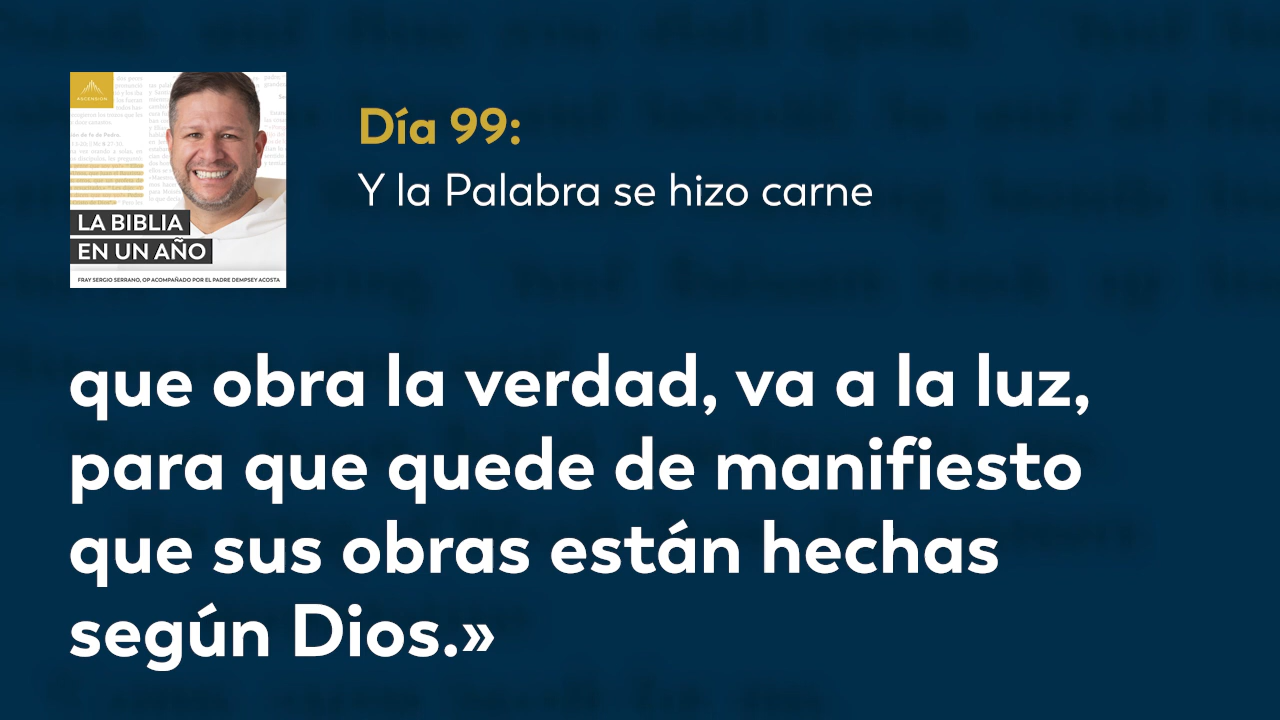 ASCENSION
LA BIBLIA
EN UN AÑO
FRAY SERGIO SERRANO, OP ACOMPAÑADO POR EL PADRE DEMPSEY ACOSTA
Día 99:
Y la Palabra se hizo carne
que obra la verdad, va a la luz,
para que quede de manifiesto
que sus obras están hechas
según Dios.»